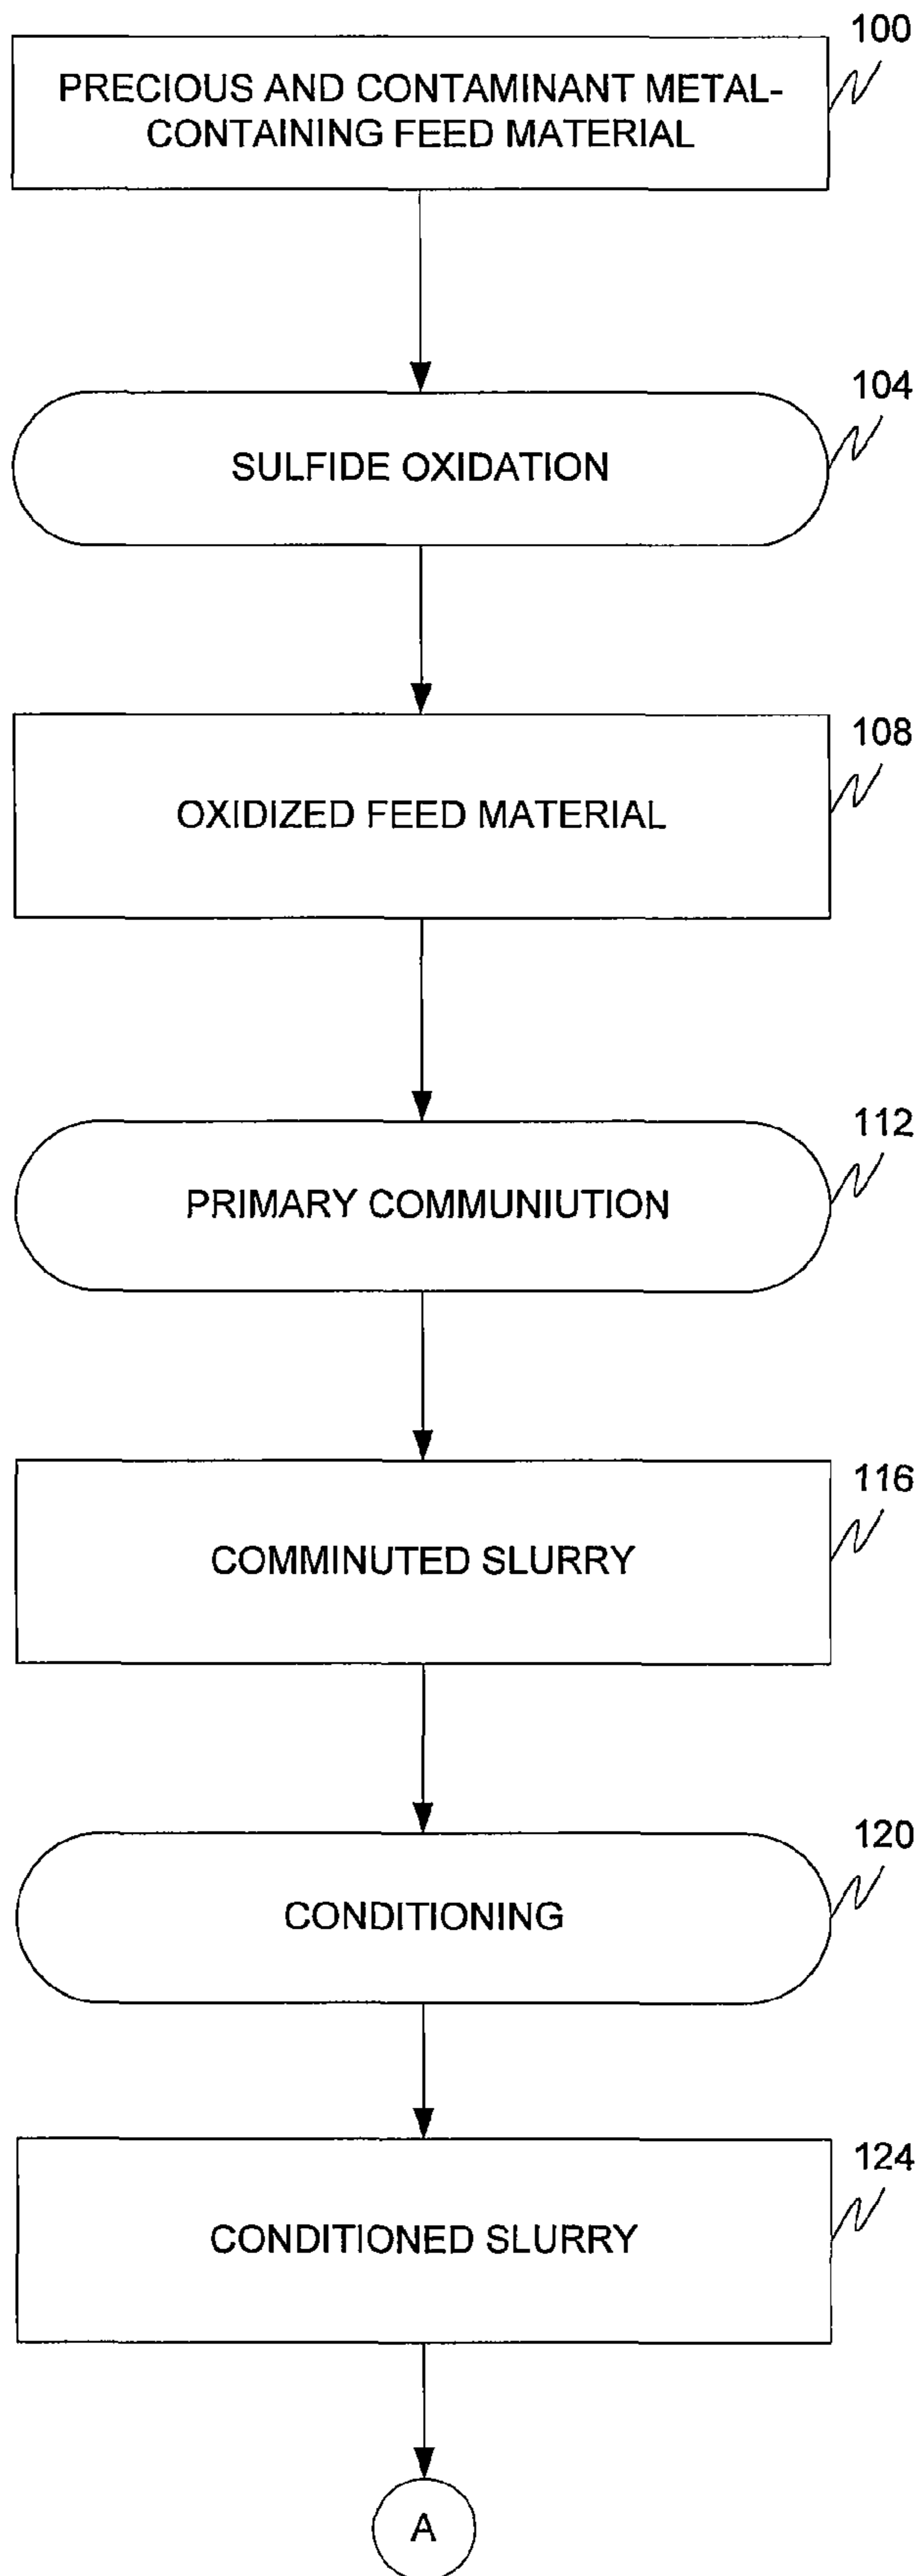 100
PRECIOUS AND CONTAMINANT METAL-
CONTAINING FEED MATERIAL
104
SULFIDE OXIDATION
108
OXIDIZED FEED MATERIAL
112
PRIMARY COMMUNIUTION
116
COMMINUTED SLURRY
120
CONDITIONING
124
CONDITIONED SLURRY
A